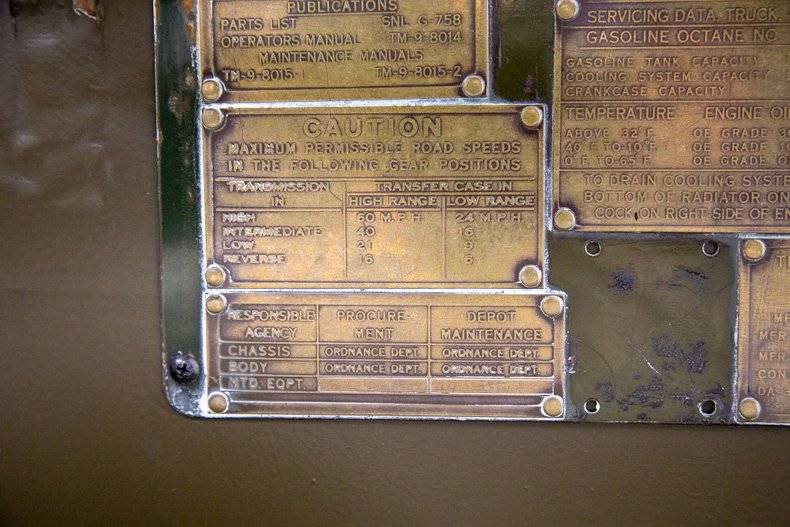 PUBLICATIONS
PARTS LIST SNL G-758
OPERATORS MANUAL TM-9-8014
MAINTENANCE MANUALS
TM-9-8015-1 TM-9-8015-2
CAUTION
MAXIMUM PERMISSIBLE ROAD SPEEDS
IN THE FOLLOWING GEAR POSITIONS
TRANSMISSION TRANSFER CASE IN
IN HIGH RANGE LOW RANGE
HIGH 60 M.P.H. 24 M.P.H.
INTERMEDIATE 40 16
LOW 21 9
REVERSE 16 6
RESPONSIBLE PROCURE- DEPOT
AGENCY MENT MAINTENANCE
CHASSIS ORDNANCE DEPT. ORDNANCE DEPT.
BODY ORDNANCE DEPT. ORDNANCE DEPT.
MTD. EQPT.
SERVICING DATA, TRUCK
GASOLINE OCTANE NO
GASOLINE TANK CAPACITY
COOLING SYSTEM CAPACITY
CRANKCASE CAPACITY
TEMPERATURE ENGINE OIL
ABOVE 32°F OE GRADE
40°F TO-10°F OE GRADE
0°F TO-65°F OE GRADE
TO DRAIN COOLING SYSTE
BOTTOM OF RADIATOR ON
COCK ON RIGHT SIDE OF EN
MFR
MFR
CON
DA-